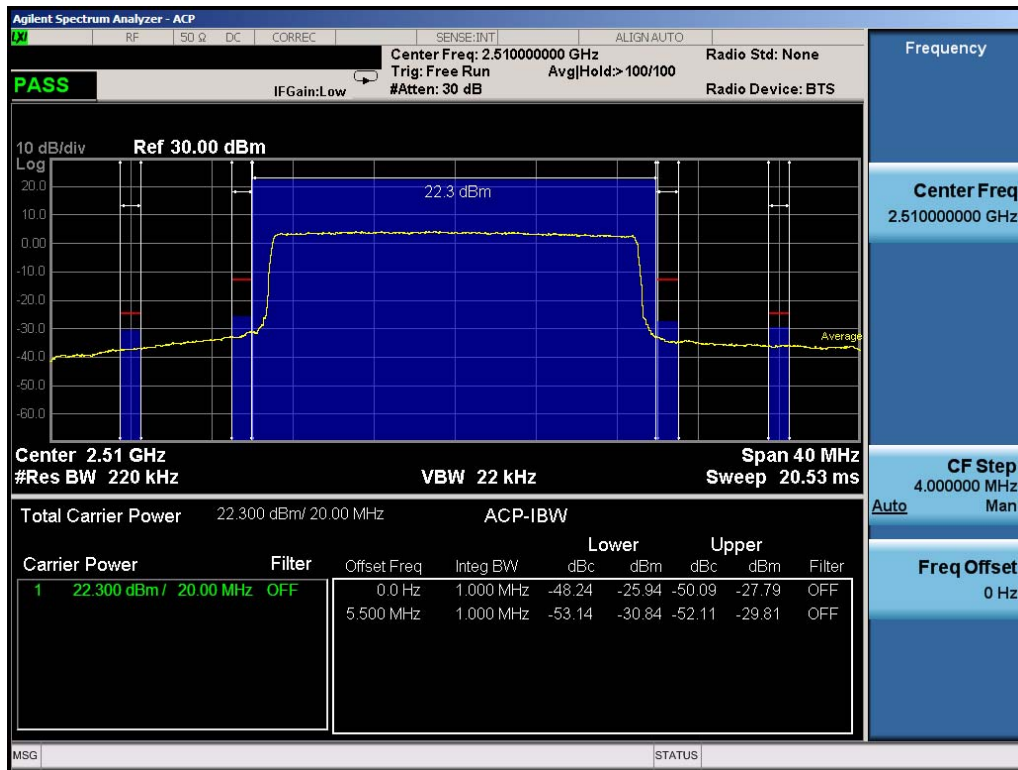 Agilent Spectrum Analyzer - ACP
LXI RF 50 Ω DC CORREC SENSE:INT ALIGN AUTO
Center Freq: 2.510000000 GHz Radio Std: None
Trig: Free Run Avg|Hold:> 100/100
PASS IFGain:Low #Atten: 30 dB Radio Device: BTS
10 dB/div Ref 30.00 dBm
Log
20.0
22.3 dBm
10.0
0.00
-10.0
-20.0
-30.0
Average
-40.0
-50.0
-60.0
Center 2.51 GHz Span 40 MHz
#Res BW 220 kHz VBW 22 kHz Sweep 20.53 ms
Total Carrier Power 22.300 dBm/ 20.00 MHz ACP-IBW
Lower Upper
Carrier Power Filter Offset Freq Integ BW dBc dBm dBc dBm Filter
1 22.300 dBm / 20.00 MHz OFF 0.0 Hz 1.000 MHz -48.24 -25.94 -50.09 -27.79 OFF
5.500 MHz 1.000 MHz -53.14 -30.84 -52.11 -29.81 OFF
MSG STATUS
Frequency
Center Freq
2.510000000 GHz
CF Step
4.000000 MHz
Auto Man
Freq Offset
0 Hz